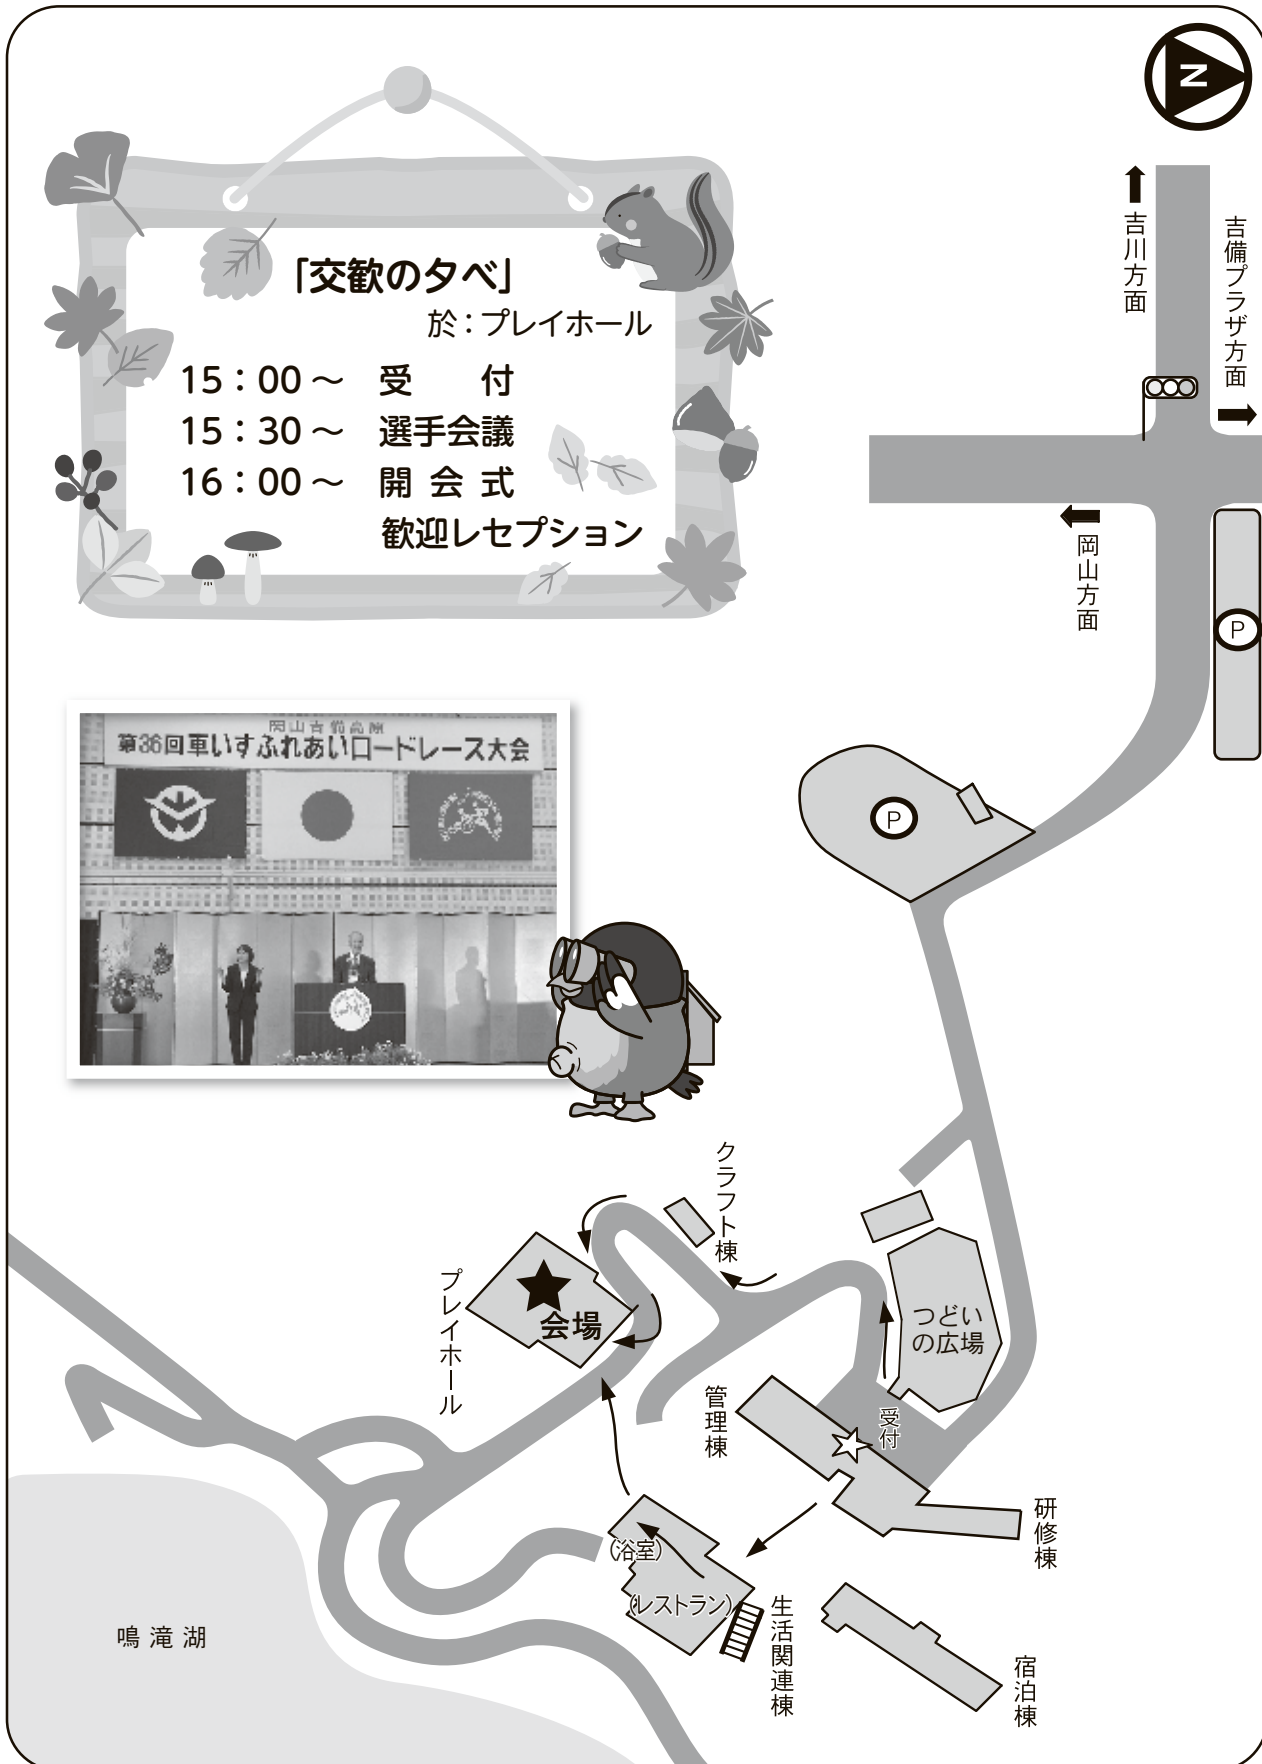 N
吉川方面
吉備プラザ方面
岡山方面
「交歓の夕べ」
於：プレイホール
15：00～ 受　付
15：30～ 選手会議
16：00～ 開 会 式
歓迎レセプション
P
P
岡山吉備高原
第36回車いすふれあいロードレース大会
クラフト棟
プレイホール
会場
つどい
の広場
管理棟
受付
研修棟
(浴室)
(レストラン)
生活関連棟
宿泊棟
鳴滝湖